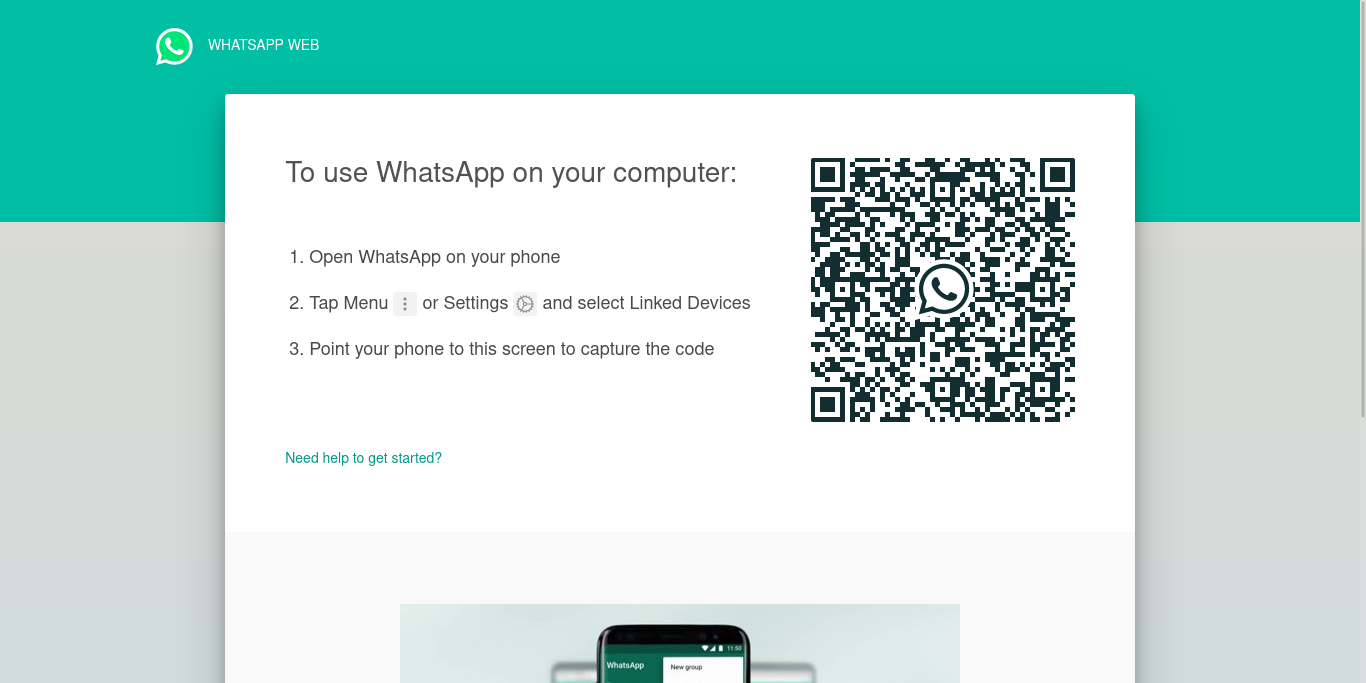 WHATSAPP WEB
To use WhatsApp on your computer:
1. Open WhatsApp on your phone
2. Tap Menu or Settings and select Linked Devices
3. Point your phone to this screen to capture the code
Need help to get started?
11:50
WhatsApp
New group